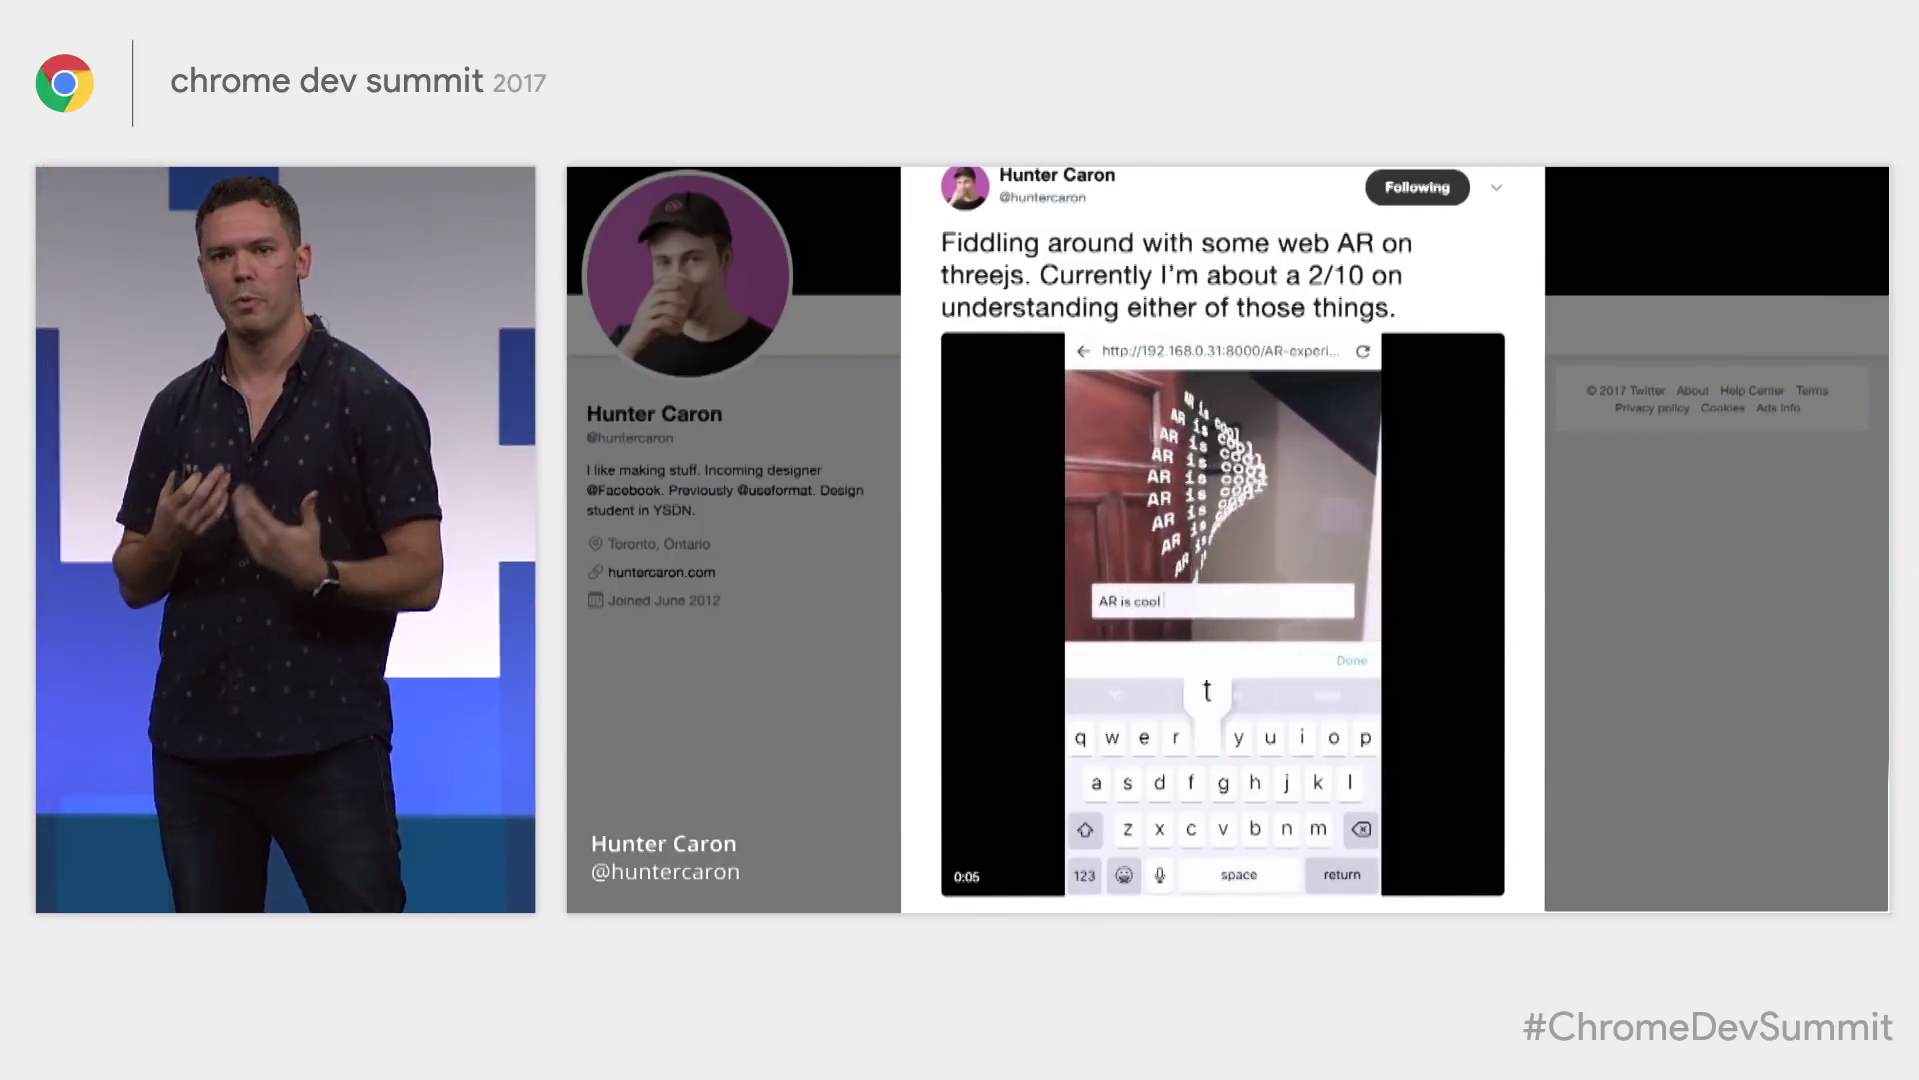 chrome dev summit 2017
Hunter Caron
@huntercaron
I like making stuff. Incoming designer
@Facebook. Previously @useformat. Design
student in YSDN.
Toronto, Ontario
huntercaron.com
Joined June 2012
Hunter Caron
@huntercaron
Hunter Caron
@huntercaron
Following
Fiddling around with some web AR on
threejs. Currently I'm about a 2/10 on
understanding either of those things.
http://192.168.0.31:8000/AR-experi...
AR is
AR is cool
AR is cool
AR is cool
AR is cool
AR is cool
AR is
AR is
AR i
AR is cool
Done
t
q w e r y u i o p
a s d f g h j k l
z x c v b n m
123 space return
0:05
© 2017 Twitter About Help Center Terms
Privacy policy Cookies Ads info
#ChromeDevSummit